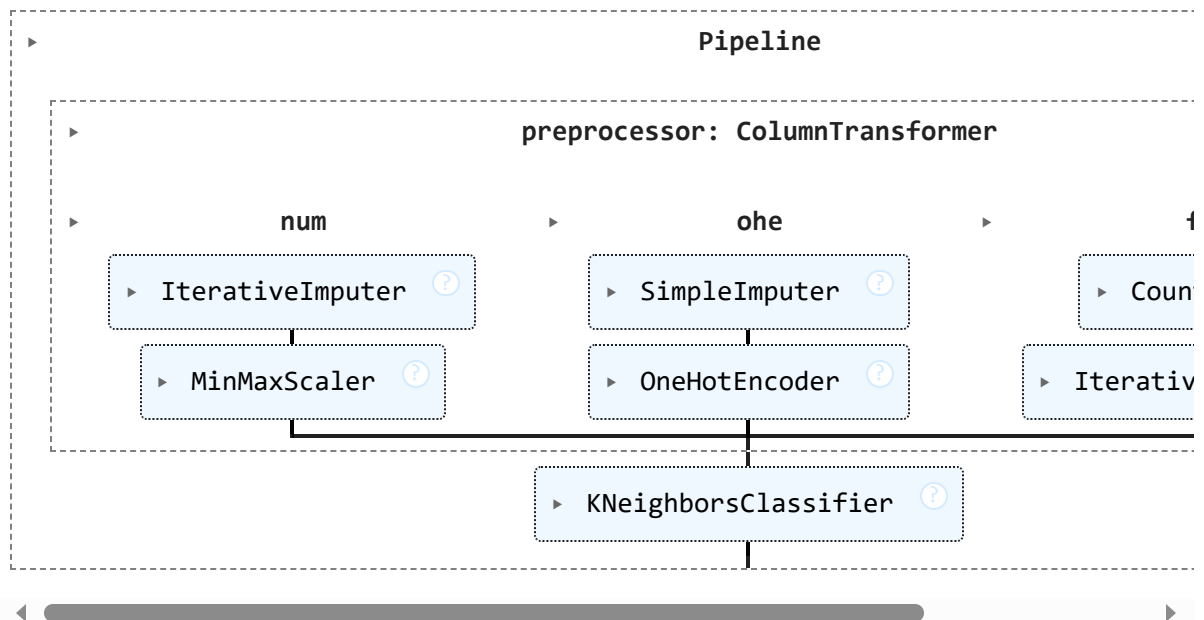 Pipeline
preprocessor: ColumnTransformer
num ohe
IterativeImputer ? SimpleImputer ?
MinMaxScaler ? OneHotEncoder ?
KNeighborsClassifier ?